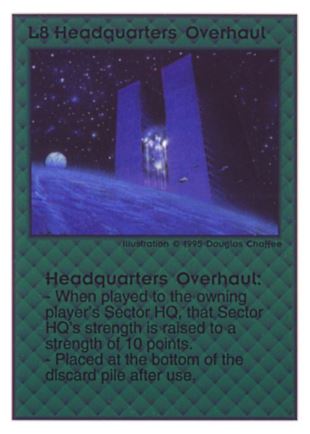 L8 Headquarters Overhaul
Illustration © 1995 Douglas Chaffee
Headquarters Overhaul:
- When played to the owning
player's Sector HQ, that Sector
HQ's strength is raised to a
strength of 10 points.
- Placed at the bottom of the
discard pile after use.